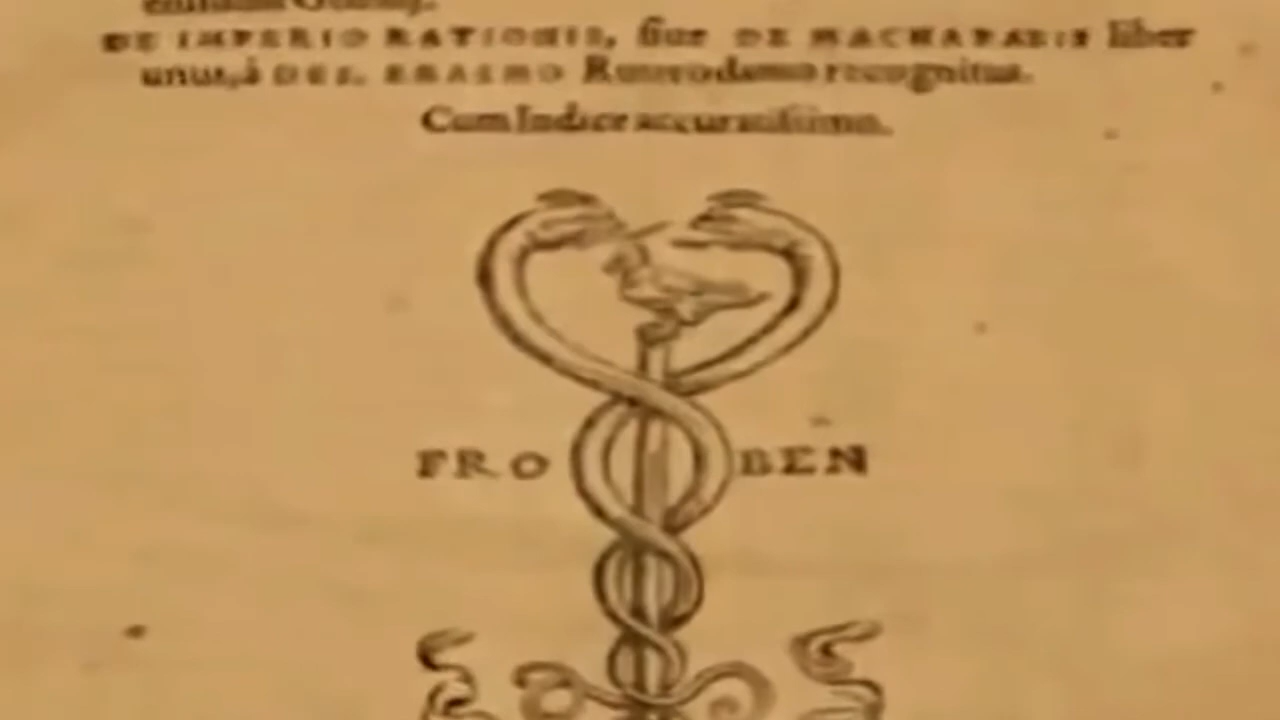 DE IMPERIO RATIONIS, siue DE MACHABAEIS liber
unus, à DES. ERASMO Roterodamo recognitus.
Cum Indice accuratissimo.
FRO BEN